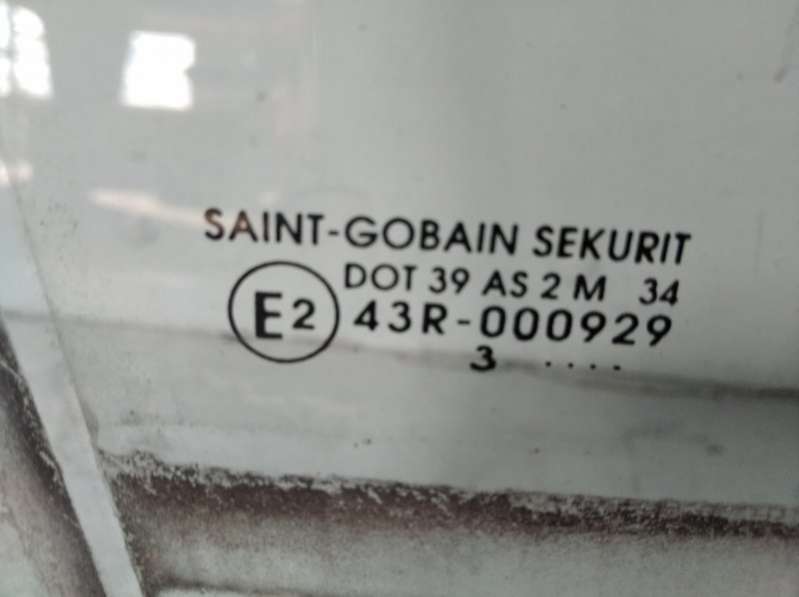 SAINT-GOBAIN SEKURIT
DOT 39 AS 2 M 34
E2 43R-000929
3 ....